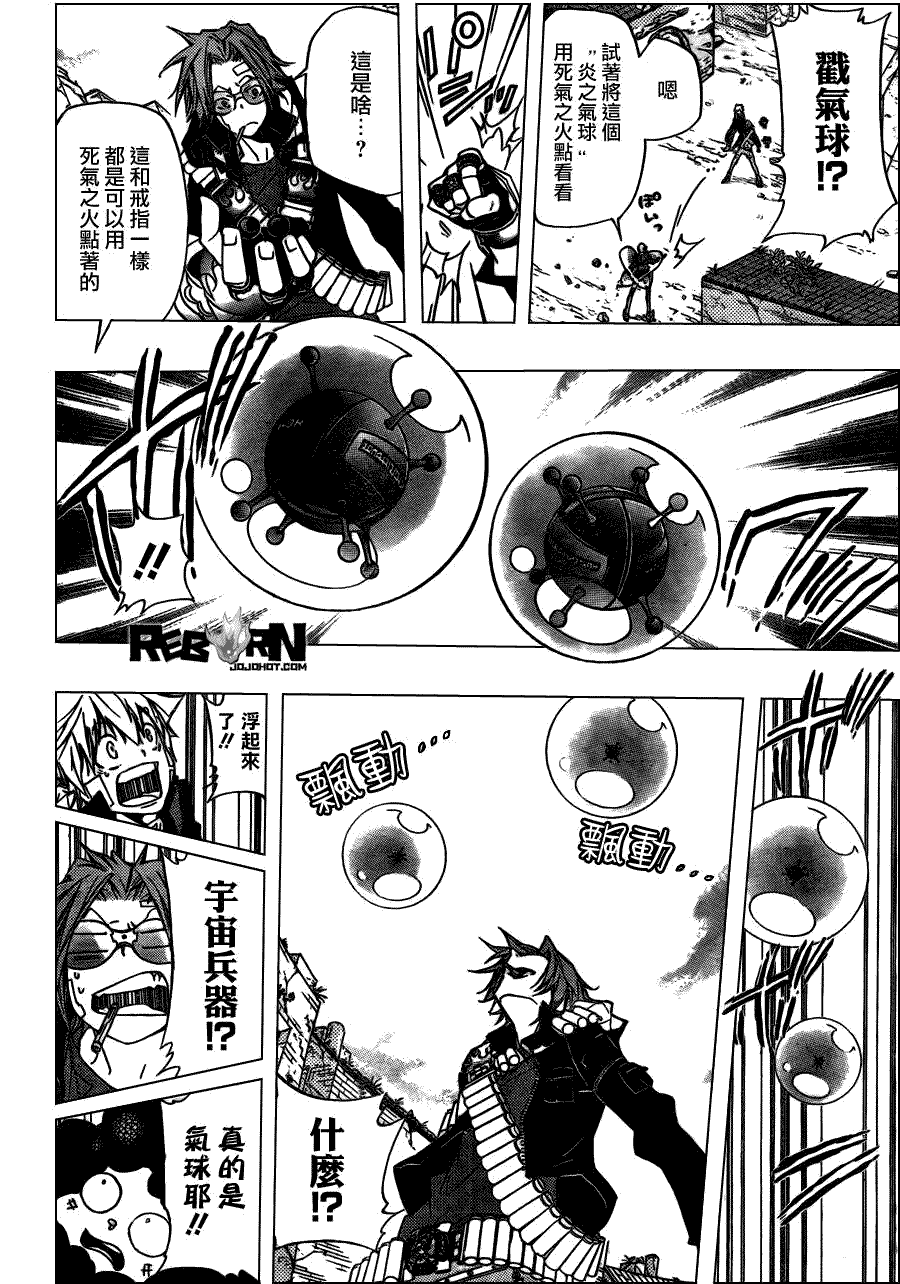 戳氣球!?
嗯
試著將這個
”炎之氣球“
用死氣之火點看看
ぽいっ
這是啥…?
這和戒指一樣
都是可以用
死氣之火點著的
!!
REBORN
JOJOHOT.COM
飄動…
飄動…
什麼!?
浮起來
了!!
宇宙兵器!?
真的是
氣球耶!!